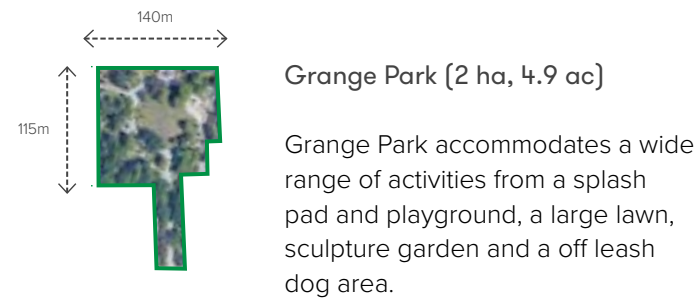 140m
115m
Grange Park (2 ha, 4.9 ac)
Grange Park accommodates a wide
range of activities from a splash
pad and playground, a large lawn,
sculpture garden and a off leash
dog area.